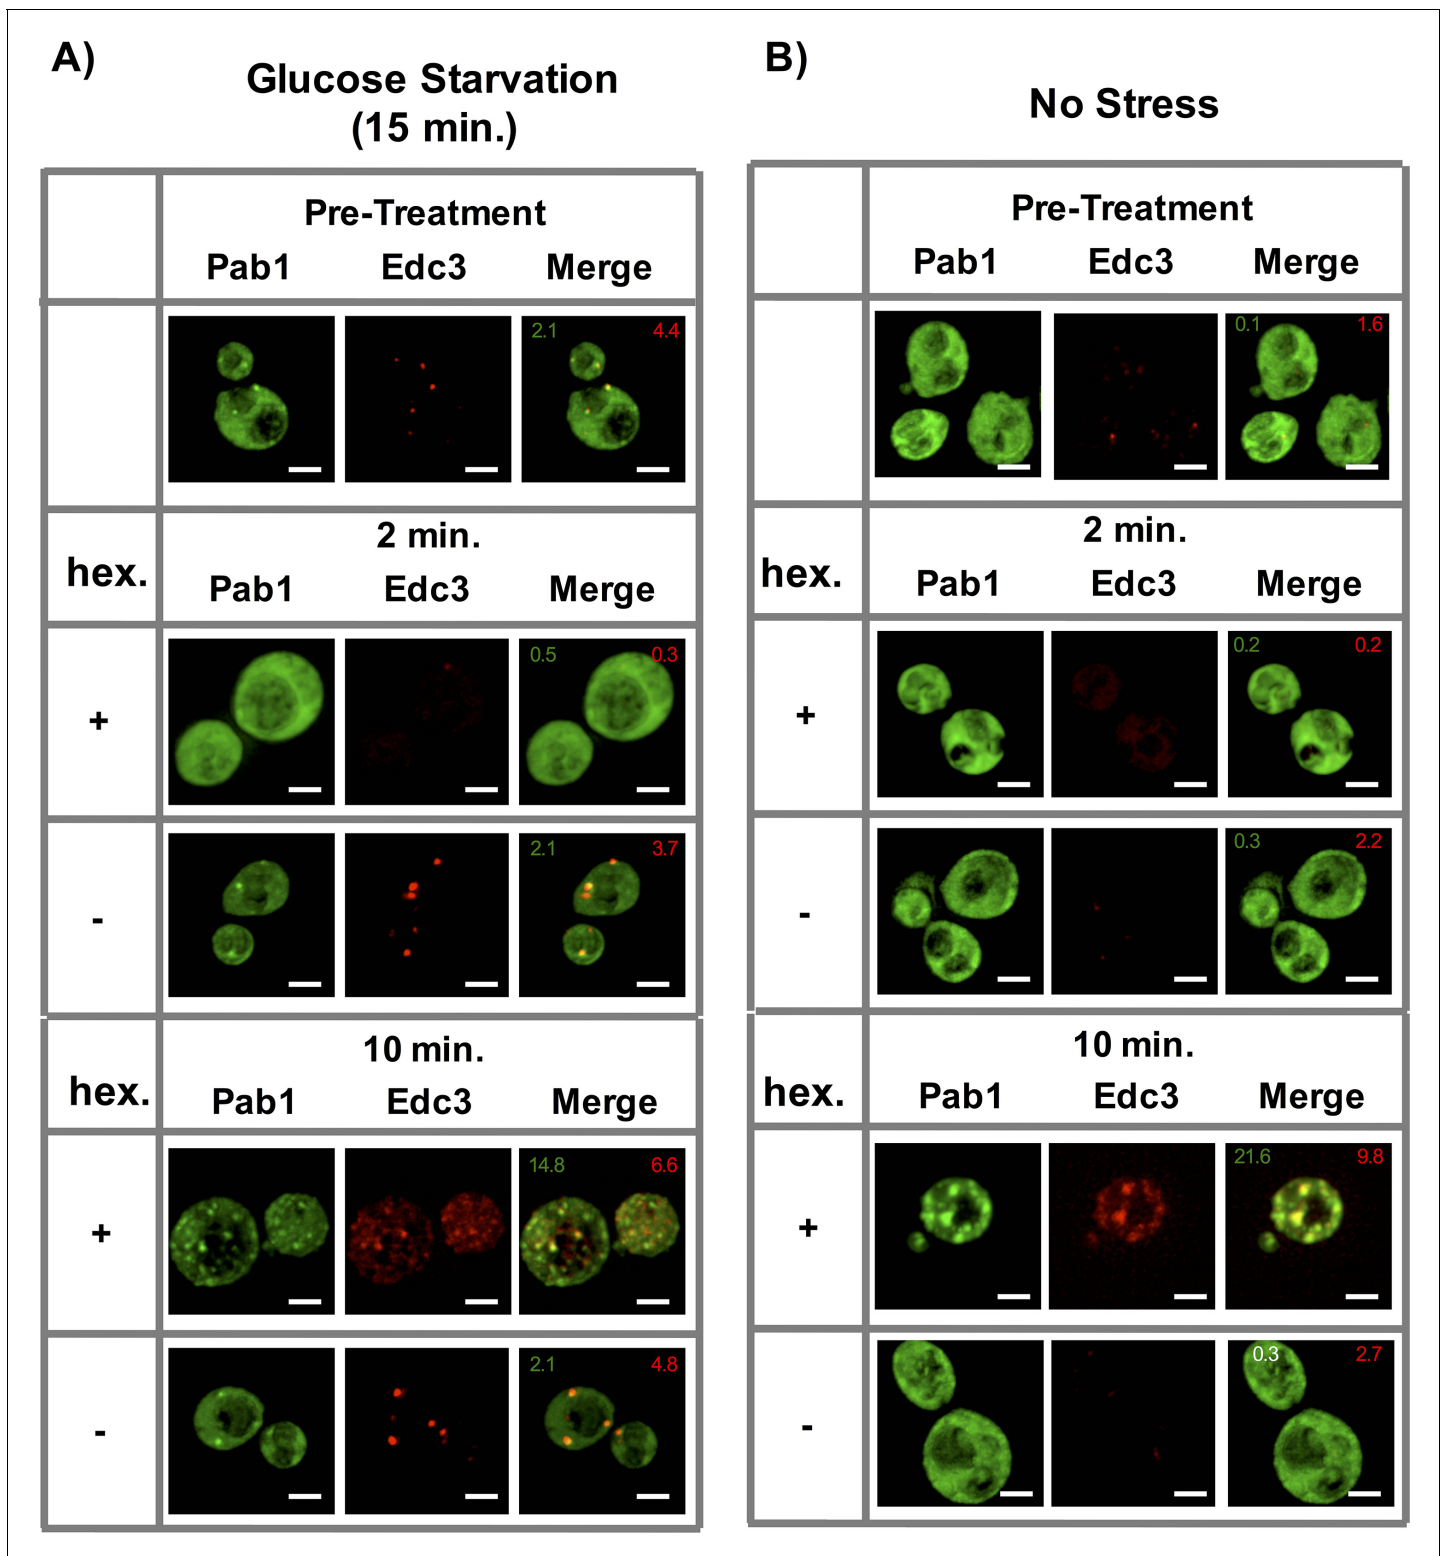 A)
Glucose Starvation
(15 min.)
Pre-Treatment
Pab1 Edc3 Merge
2.1 4.4
2 min.
hex.
Pab1 Edc3 Merge
0.5 0.3
+
2.1 3.7
-
10 min.
hex.
Pab1 Edc3 Merge
14.8 6.6
+
2.1 4.8
-
B)
No Stress
Pre-Treatment
Pab1 Edc3 Merge
0.1 1.6
2 min.
hex.
Pab1 Edc3 Merge
0.2 0.2
+
0.3 2.2
-
10 min.
hex.
Pab1 Edc3 Merge
21.6 9.8
+
0.3 2.7
-